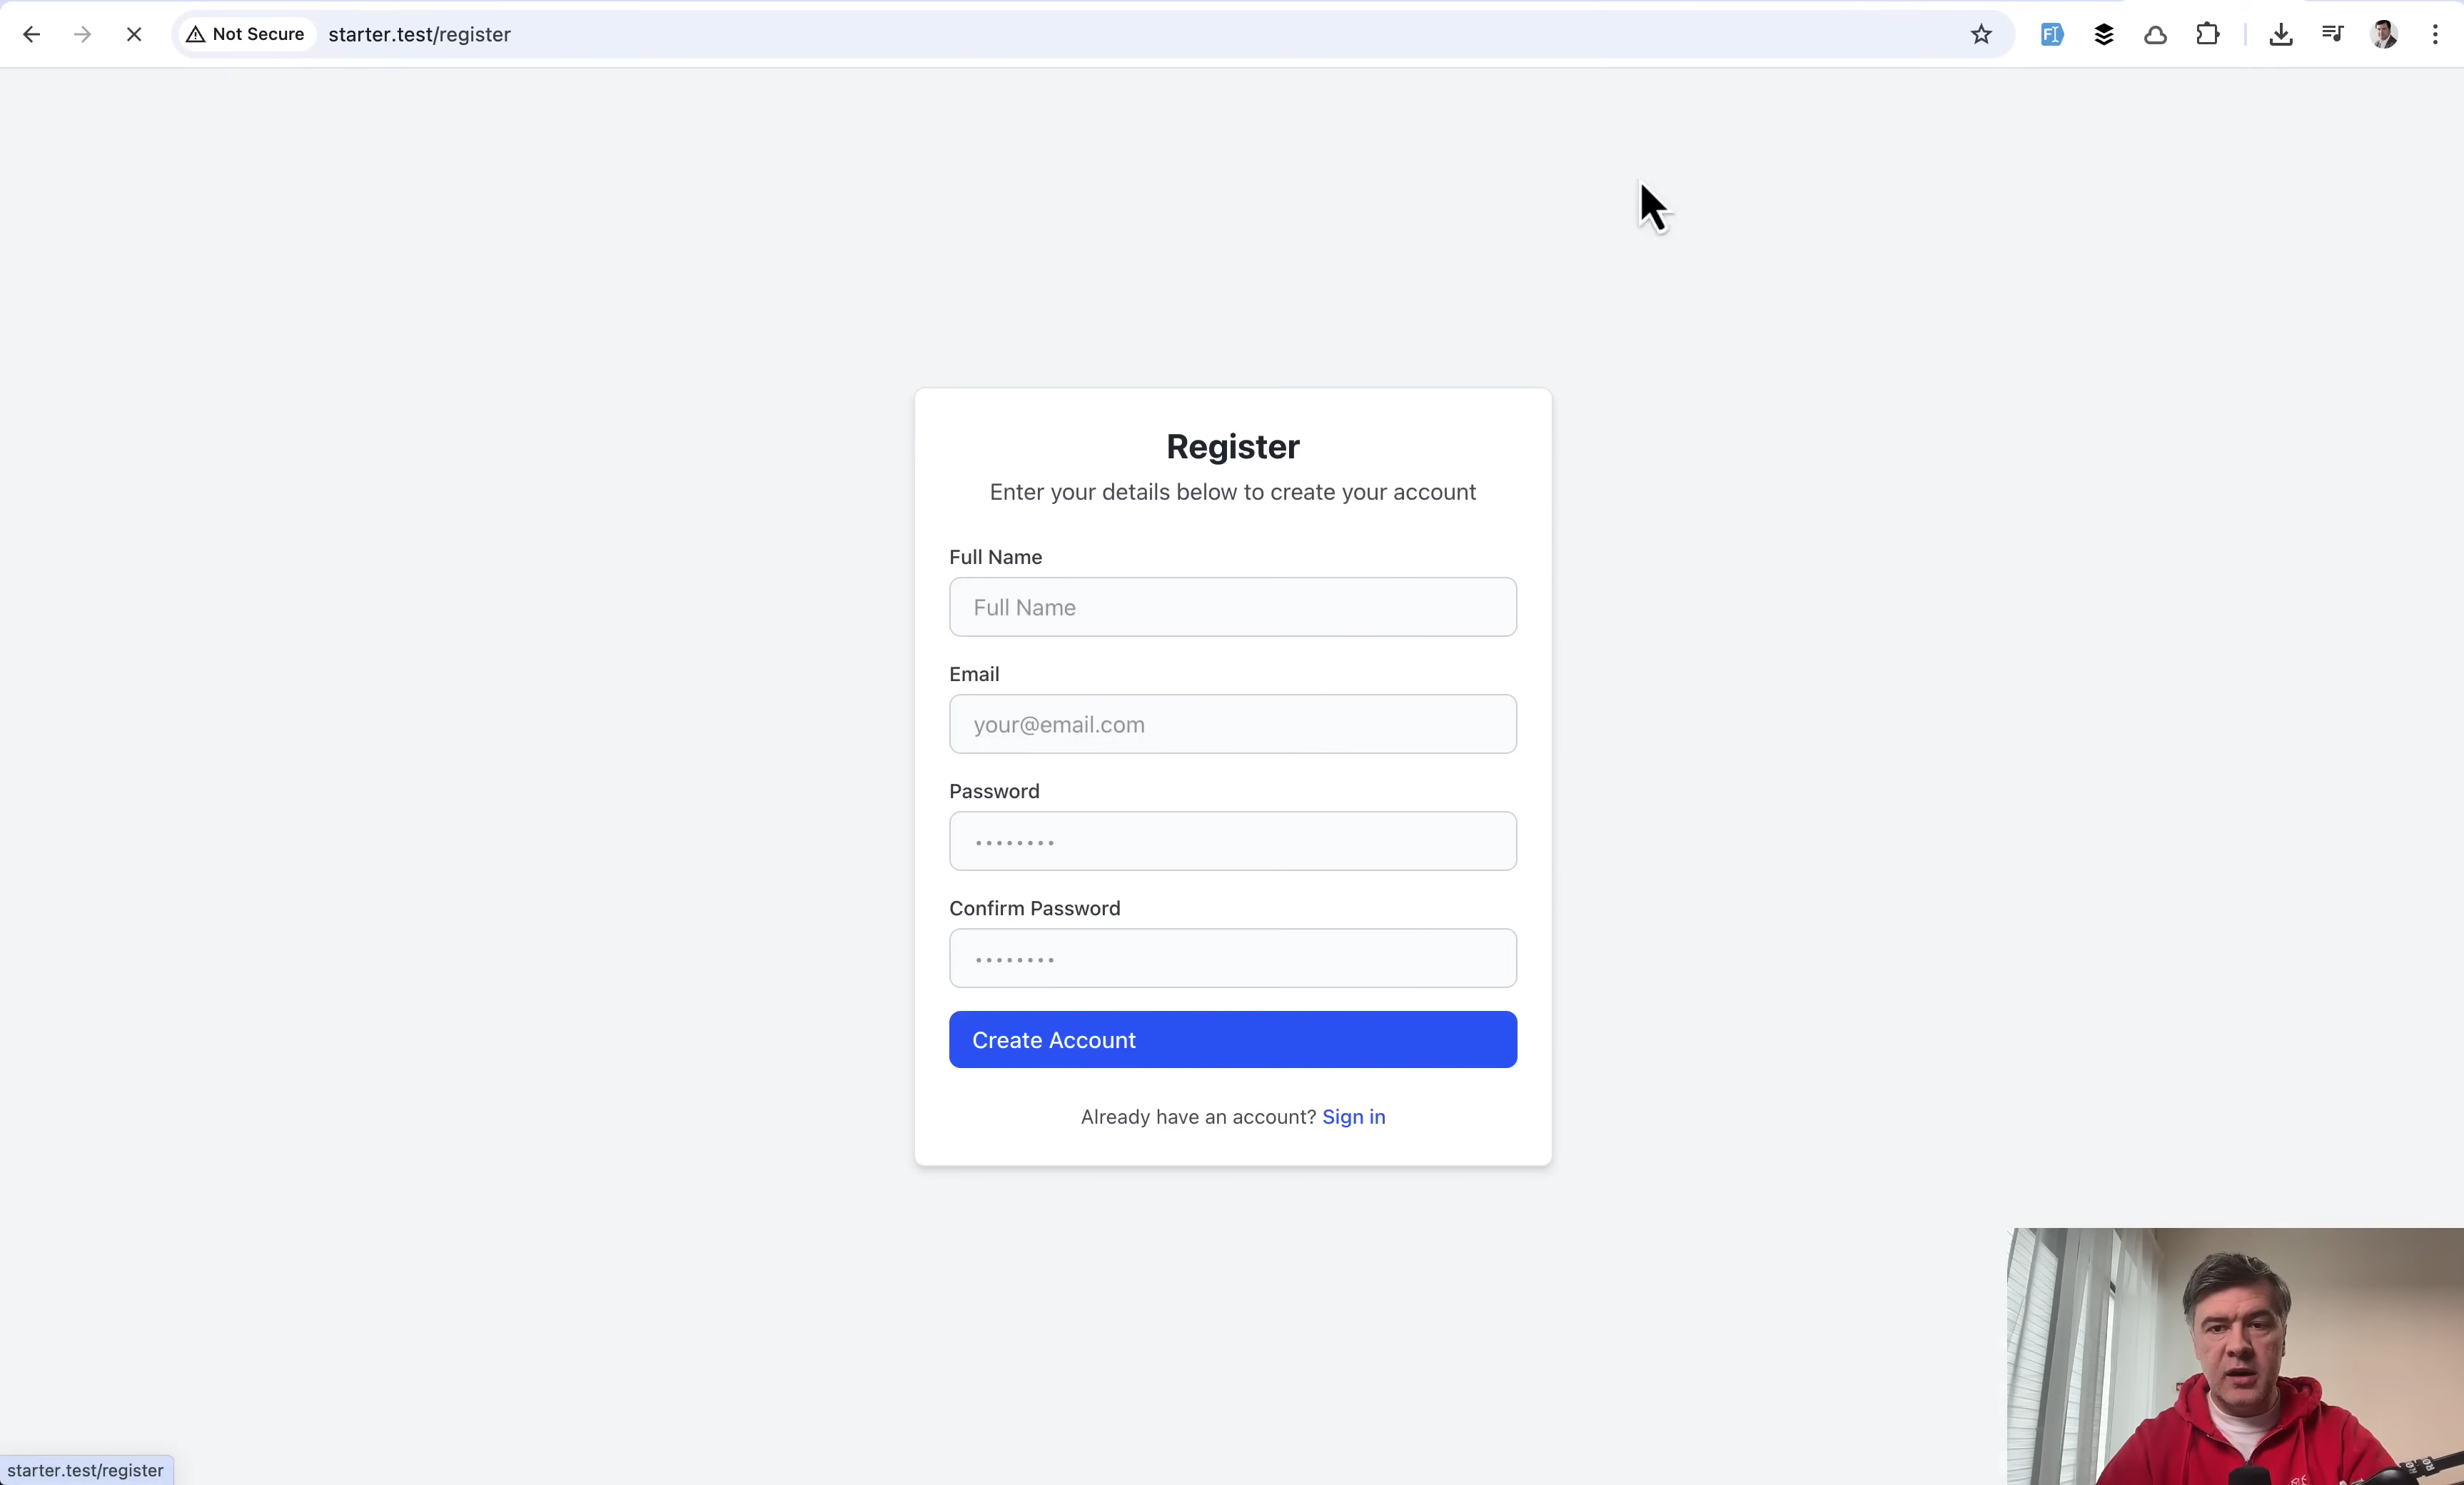 Not Secure starter.test/register
Register
Enter your details below to create your account
Full Name
Full Name
Email
your@email.com
Password
Confirm Password
Create Account
Already have an account? Sign in
starter.test/register